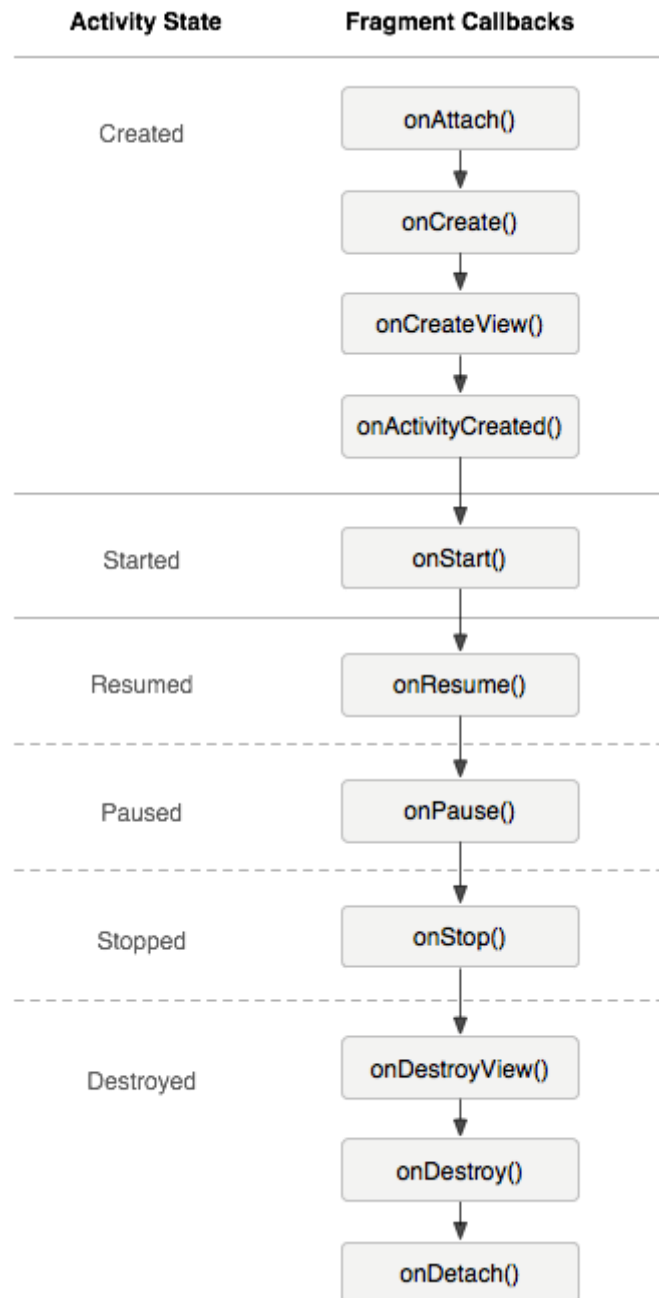 Activity State Fragment Callbacks
Created
onAttach()
onCreate()
onCreateView()
onActivityCreated()
Started
onStart()
Resumed
onResume()
Paused
onPause()
Stopped
onStop()
Destroyed
onDestroyView()
onDestroy()
onDetach()